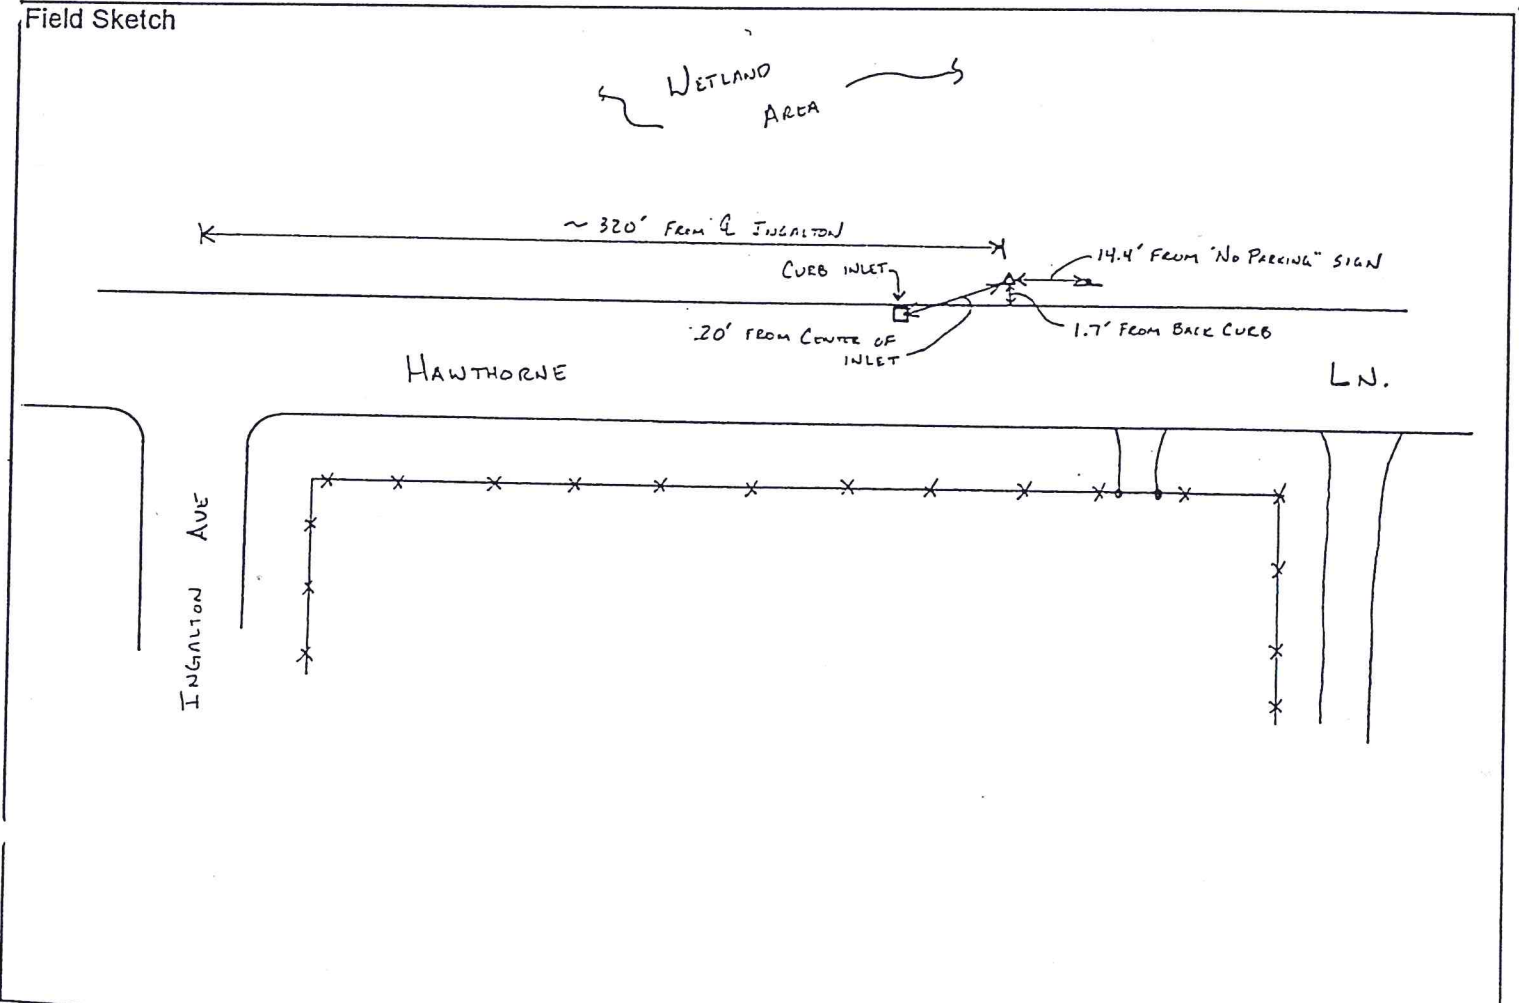 Field Sketch
WETLAND
AREA
~ 320' FROM ℄ INGALTON
14.4' FROM "NO PARKING" SIGN
CURB INLET
20' FROM CENTER OF
INLET
1.7' FROM BACK CURB
HAWTHORNE LN.
INGALTON AVE